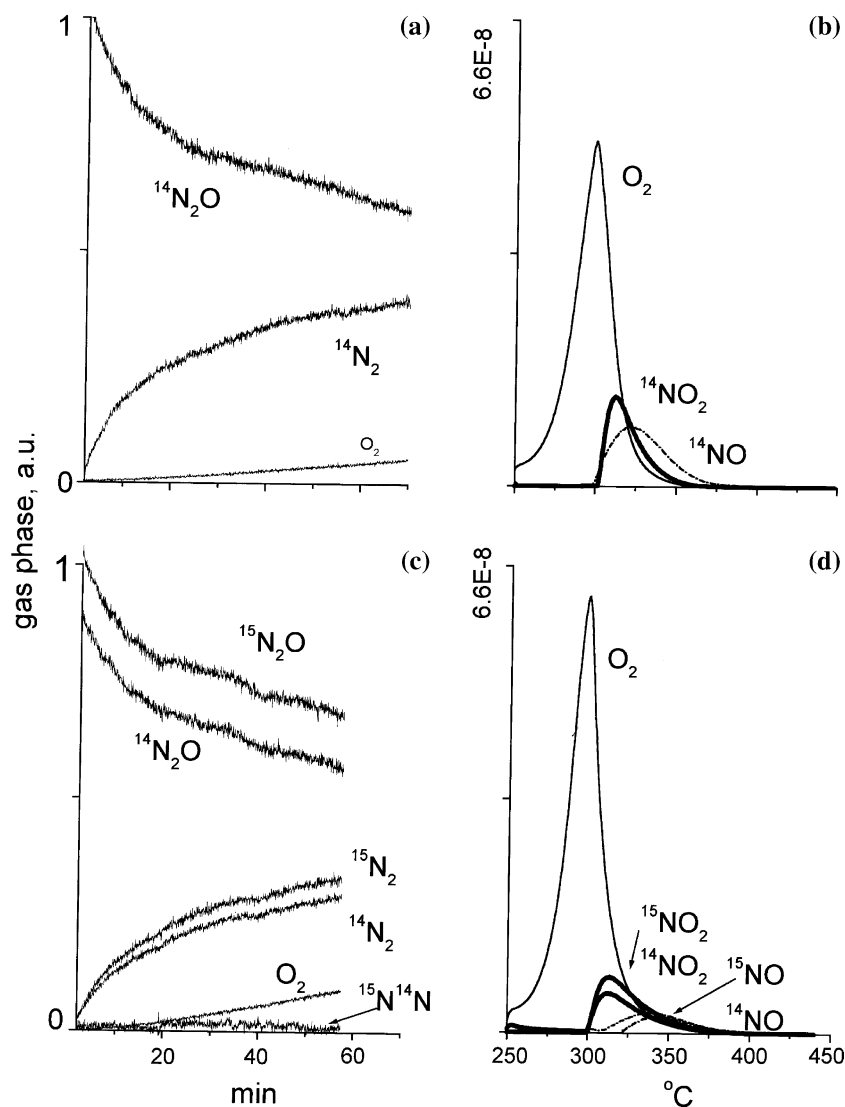 gas phase, a.u.
(a)
1
¹⁴N₂O
¹⁴N₂
O₂
0
(b)
6.6E-8
O₂
¹⁴NO₂
¹⁴NO
(c)
1
¹⁵N₂O
¹⁴N₂O
¹⁵N₂
¹⁴N₂
O₂
¹⁵N¹⁴N
0
20 40 60
min
(d)
6.6E-8
O₂
¹⁵NO₂
¹⁴NO₂
¹⁵NO
¹⁴NO
250 300 350 400 450
°C